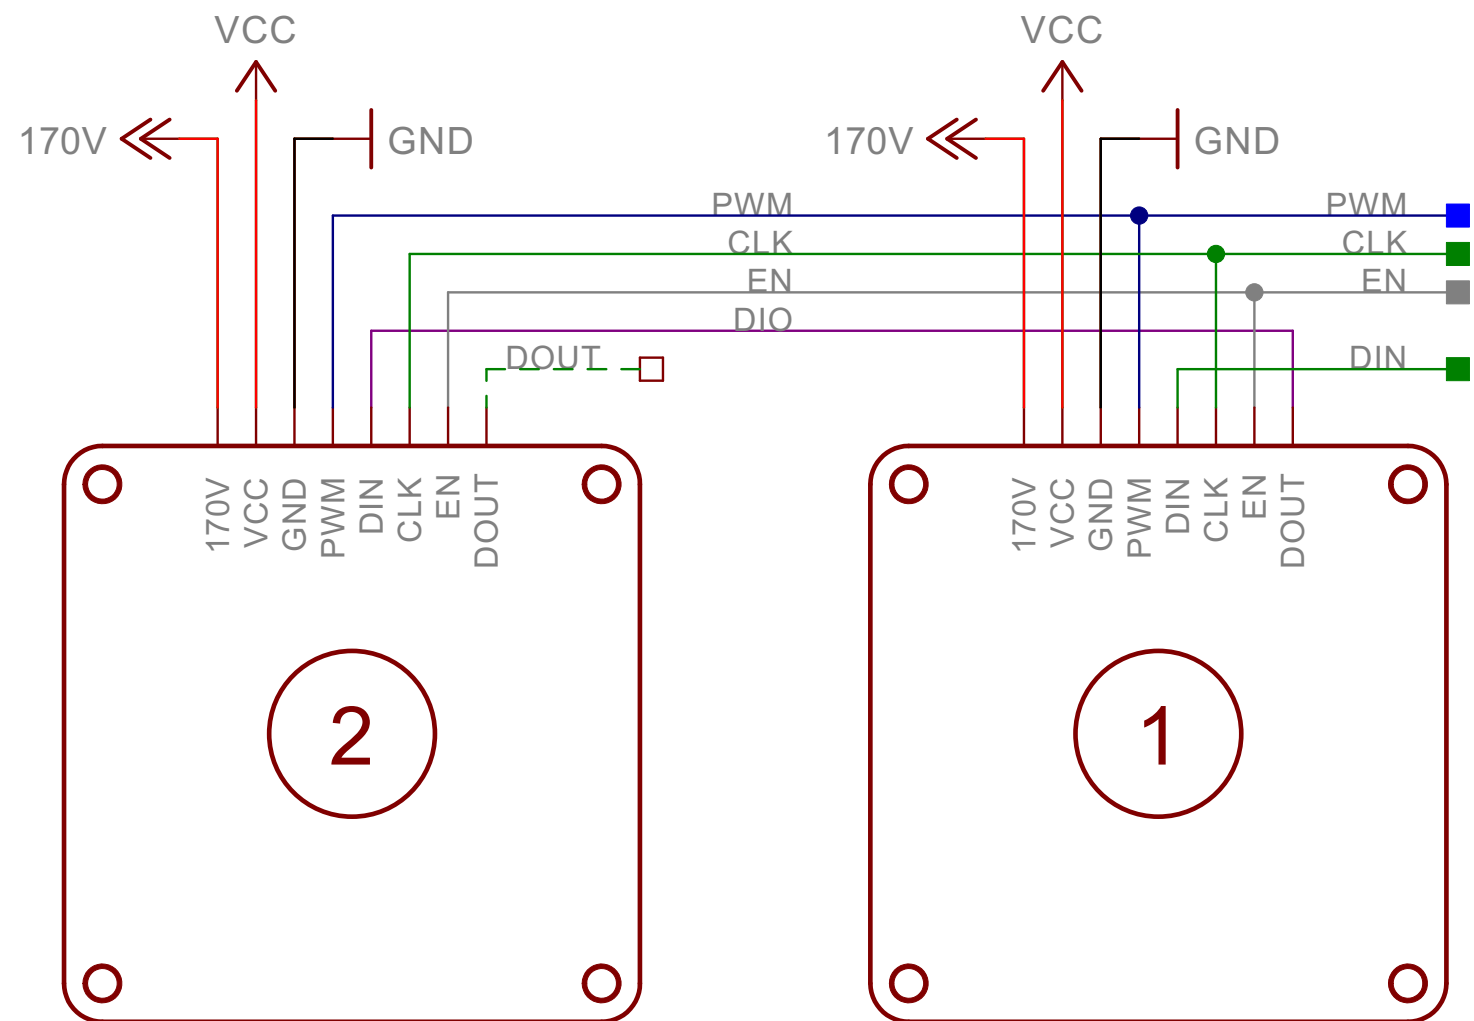 VCC VCC
170V GND 170V GND
PWM PWM
CLK CLK
EN EN
DIO
DOUT DIN
170V VCC GND PWM DIN CLK EN DOUT 170V VCC GND PWM DIN CLK EN DOUT
2 1